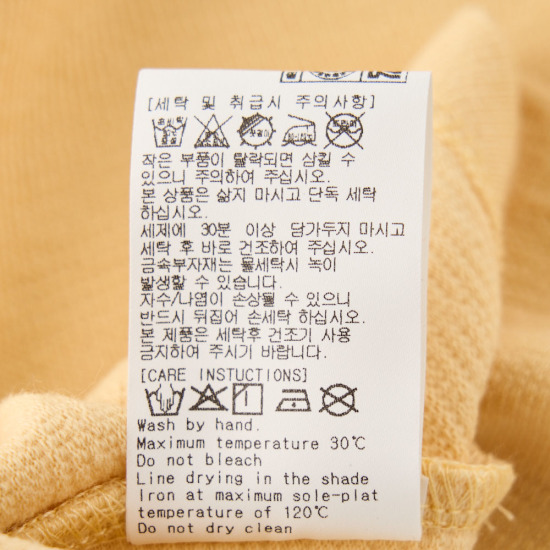 [세탁 및 취급시 주의사항]
작은 부품이 탈락되면 삼킬 수
있으니 주의하여 주십시오.
본 상품은 삶지 마시고 단독 세탁
하십시오.
세제에 30분 이상 담가두지 마시고
세탁 후 바로 건조하여 주십시오.
금속부자재는 물세탁시 녹이
발생할 수 있습니다.
자수/나염이 손상될 수 있으니
반드시 뒤집어 손세탁 하십시오.
본 제품은 세탁후 건조기 사용
금지하여 주시기 바랍니다.
[CARE INSTUCTIONS]
Wash by hand.
Maximum temperature 30℃
Do not bleach
Line drying in the shade
Iron at maximum sole-plat
temperature of 120℃
Do not dry clean